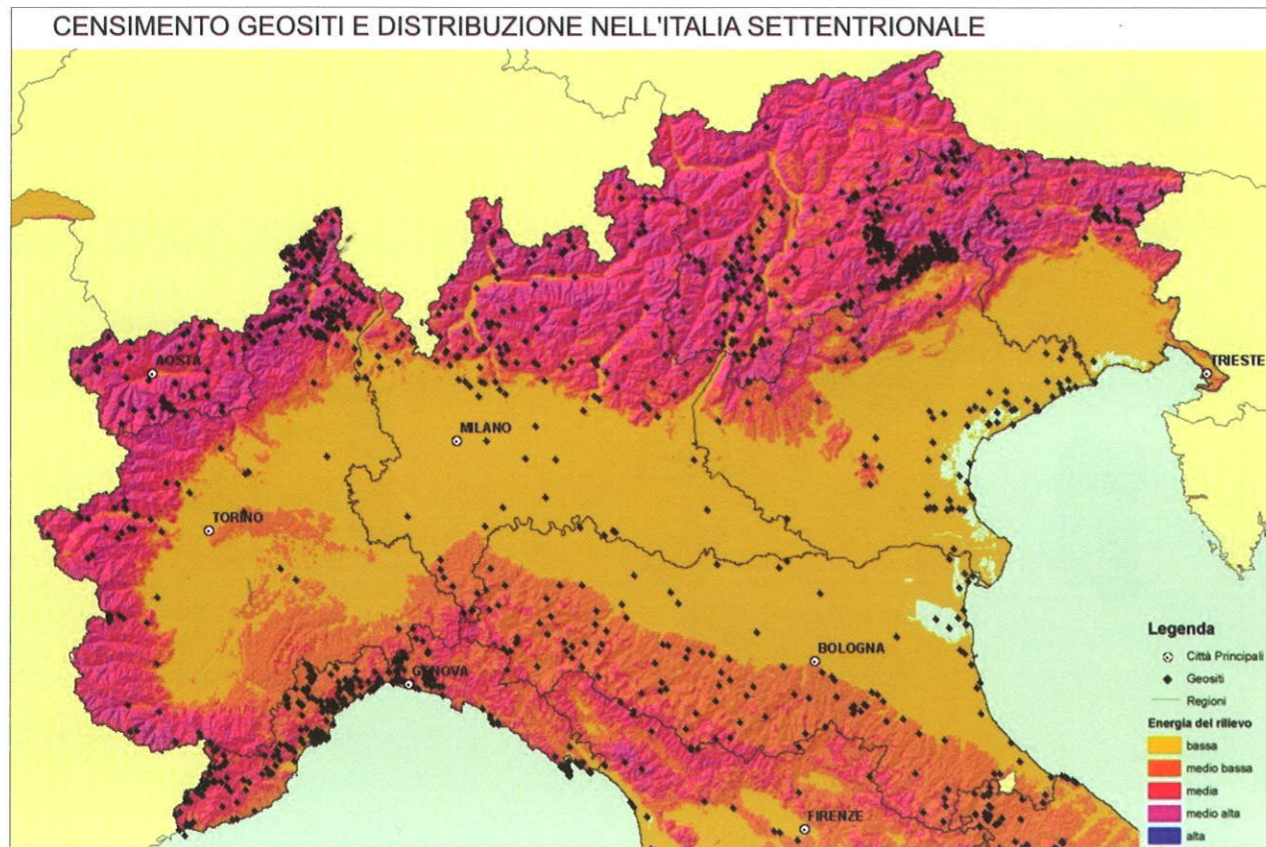 CENSIMENTO GEOSITI E DISTRIBUZIONE NELL'ITALIA SETTENTRIONALE
AOSTA
TRIESTE
MILANO
TORINO
BOLOGNA
GENOVA
FIRENZE
Legenda
Città Principali
Geositi
Regioni
Energia del rilievo
bassa
medio bassa
media
medio alta
alta